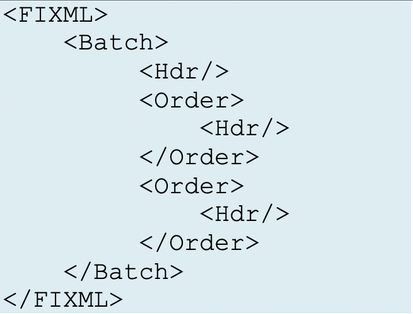 <FIXML>
    <Batch>
         <Hdr/>
         <Order>
             <Hdr/>
         </Order>
         <Order>
             <Hdr/>
         </Order>
    </Batch>
</FIXML>